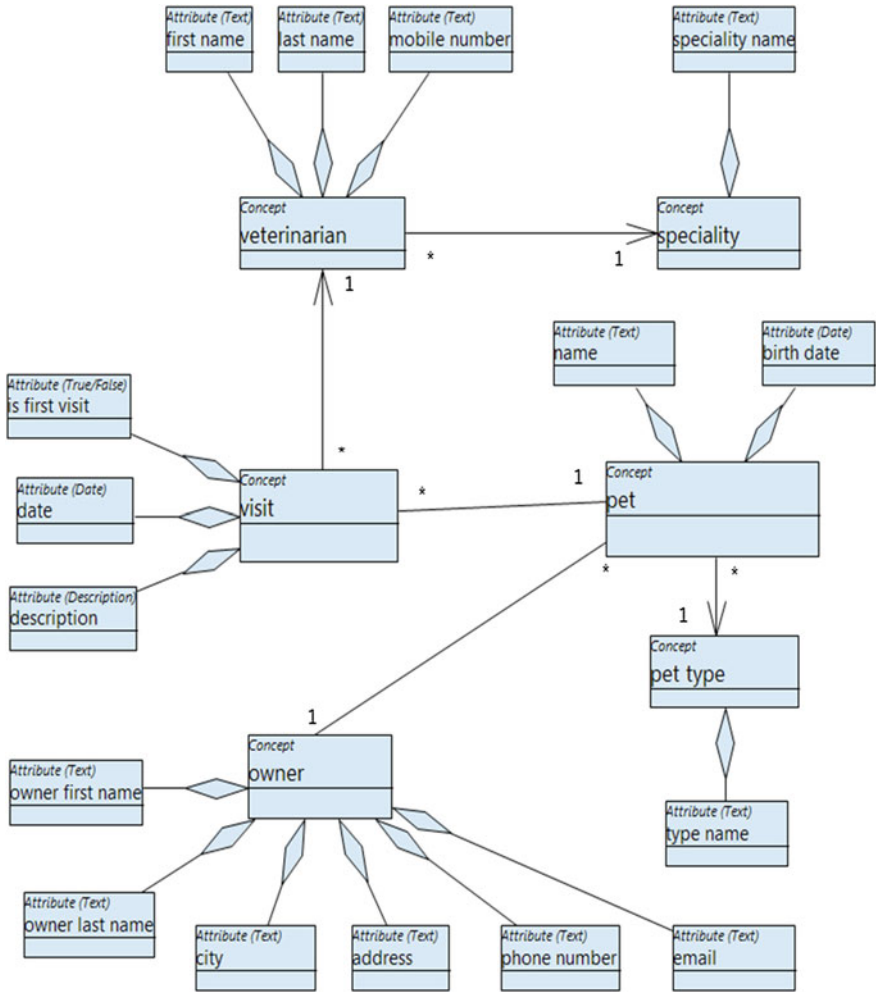 Attribute (Text)
first name
Attribute (Text)
last name
Attribute (Text)
mobile number
Attribute (Text)
speciality name
Concept
veterinarian
Concept
speciality
*
1
1
Attribute (Text)
name
Attribute (Date)
birth date
Attribute (True/False)
is first visit
*
Concept
visit
Concept
pet
*
1
Attribute (Date)
date
*
*
Attribute (Description)
description
1
Concept
pet type
1
Concept
owner
Attribute (Text)
owner first name
Attribute (Text)
type name
Attribute (Text)
owner last name
Attribute (Text)
city
Attribute (Text)
address
Attribute (Text)
phone number
Attribute (Text)
email